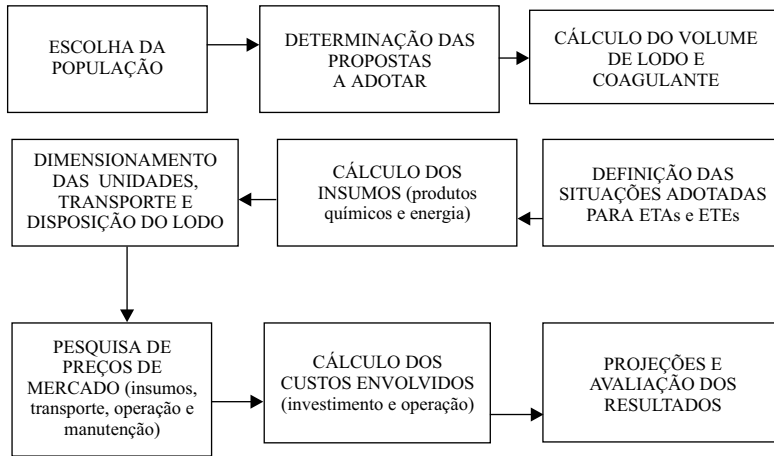 ESCOLHA DA
POPULAÇÃO
DETERMINAÇÃO DAS
PROPOSTAS
A ADOTAR
CÁLCULO DO VOLUME
DE LODO E
COAGULANTE
DIMENSIONAMENTO
DAS UNIDADES,
TRANSPORTE E
DISPOSIÇÃO DO LODO
CÁLCULO DOS
INSUMOS (produtos
químicos e energia)
DEFINIÇÃO DAS
SITUAÇÕES ADOTADAS
PARA ETAs e ETEs
PESQUISA DE
PREÇOS DE
MERCADO (insumos,
transporte, operação e
manutenção)
CÁLCULO DOS
CUSTOS ENVOLVIDOS
(investimento e operação)
PROJEÇÕES E
AVALIAÇÃO DOS
RESULTADOS